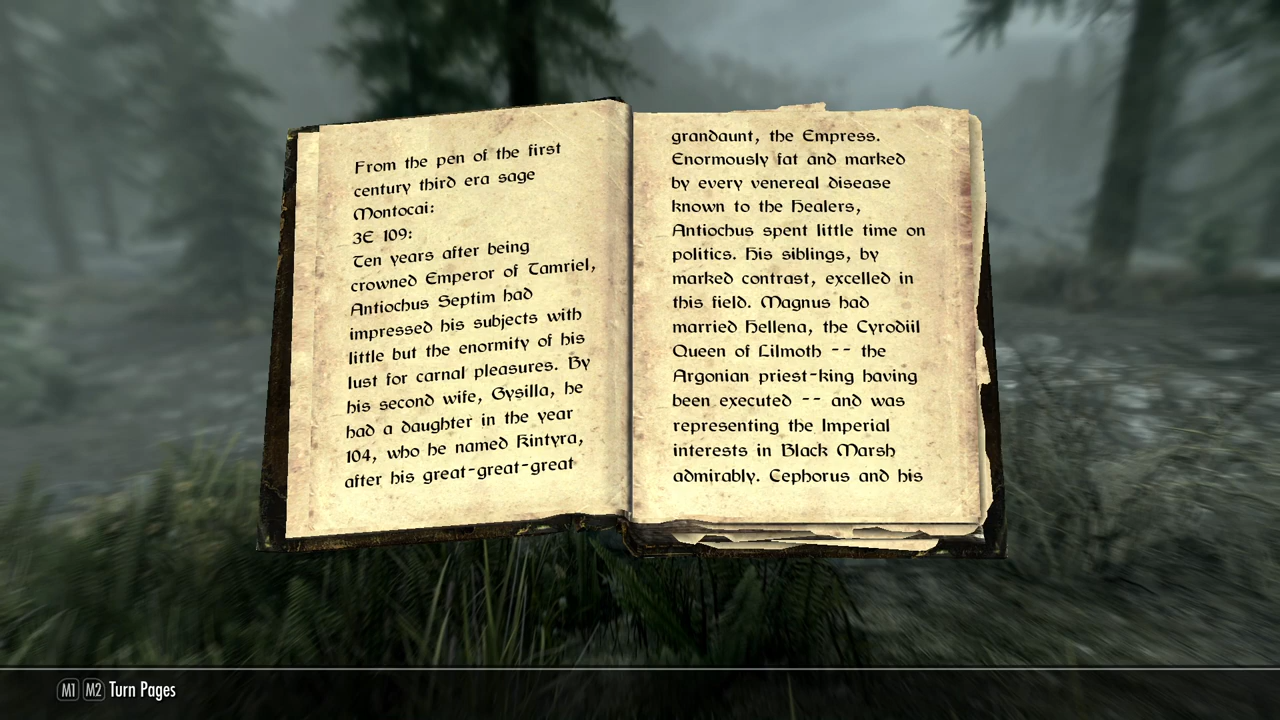 From the pen of the first
century third era sage
Montocai:
3E 109:
Ten years after being
crowned Emperor of Tamriel,
Antiochus Septim had
impressed his subjects with
little but the enormity of his
lust for carnal pleasures. By
his second wife, Gysilla, he
had a daughter in the year
104, who he named Kintyra,
after his great-great-great
grandaunt, the Empress.
Enormously fat and marked
by every venereal disease
known to the Healers,
Antiochus spent little time on
politics. His siblings, by
marked contrast, excelled in
this field. Magnus had
married Hellena, the Cyrodiil
Queen of Lilmoth -- the
Argonian priest-king having
been executed -- and was
representing the Imperial
interests in Black Marsh
admirably. Cephorus and his
M1 M2 Turn Pages